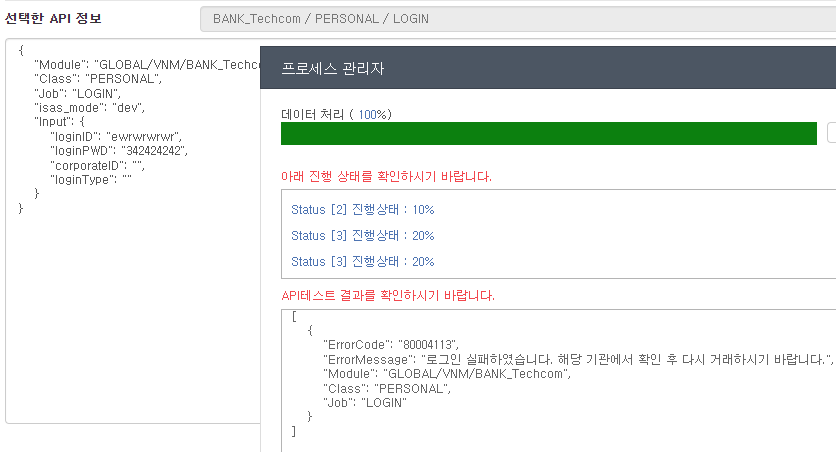 선택한 API 정보
BANK_Techcom / PERSONAL / LOGIN
{
"Module": "GLOBAL/VNM/BANK_Techco
"Class": "PERSONAL",
"Job": "LOGIN",
"isas_mode": "dev",
"Input": {
"loginID": "ewrwrwrwr",
"loginPWD": "342424242",
"corporateID": "",
"loginType": ""
}
}
프로세스 관리자
데이터 처리 ( 100%)
아래 진행 상태를 확인하시기 바랍니다.
Status [2] 진행상태 : 10%
Status [3] 진행상태 : 20%
Status [3] 진행상태 : 20%
API테스트 결과를 확인하시기 바랍니다.
[
{
"ErrorCode": "80004113",
"ErrorMessage": "로그인 실패하였습니다. 해당 기관에서 확인 후 다시 거래하시기 바랍니다.",
"Module": "GLOBAL/VNM/BANK_Techcom",
"Class": "PERSONAL",
"Job": "LOGIN"
}
]